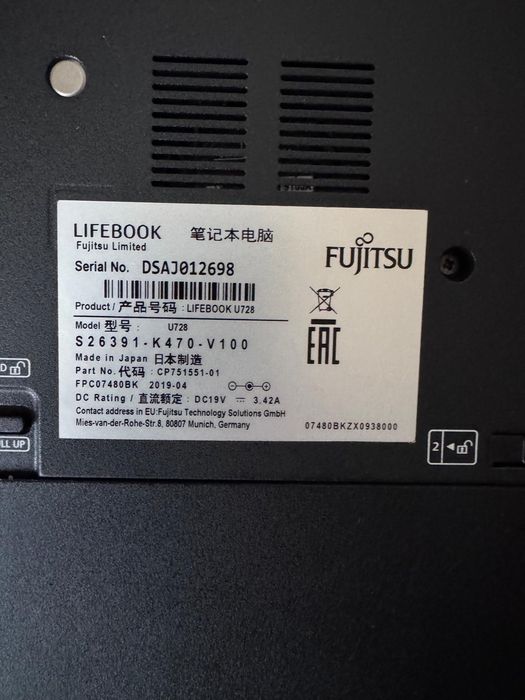 LIFEBOOK 笔记本电脑
Fujitsu Limited
FUJITSU
Serial No. DSAJ012698
Product / 产品号码 : LIFEBOOK U728
Model 型号 : U728
S26391-K470-V100
Made in Japan 日本制造
Part No. 代码 : CP751551-01
FPC07480BK 2019-04
DC Rating / 直流额定 : DC19V 3.42A
Contact address in EU:Fujitsu Technology Solutions GmbH
Mies-van-der-Rohe-Str.8, 80807 Munich, Germany
EAC
07480BKZX0938000
D
ULL UP
2